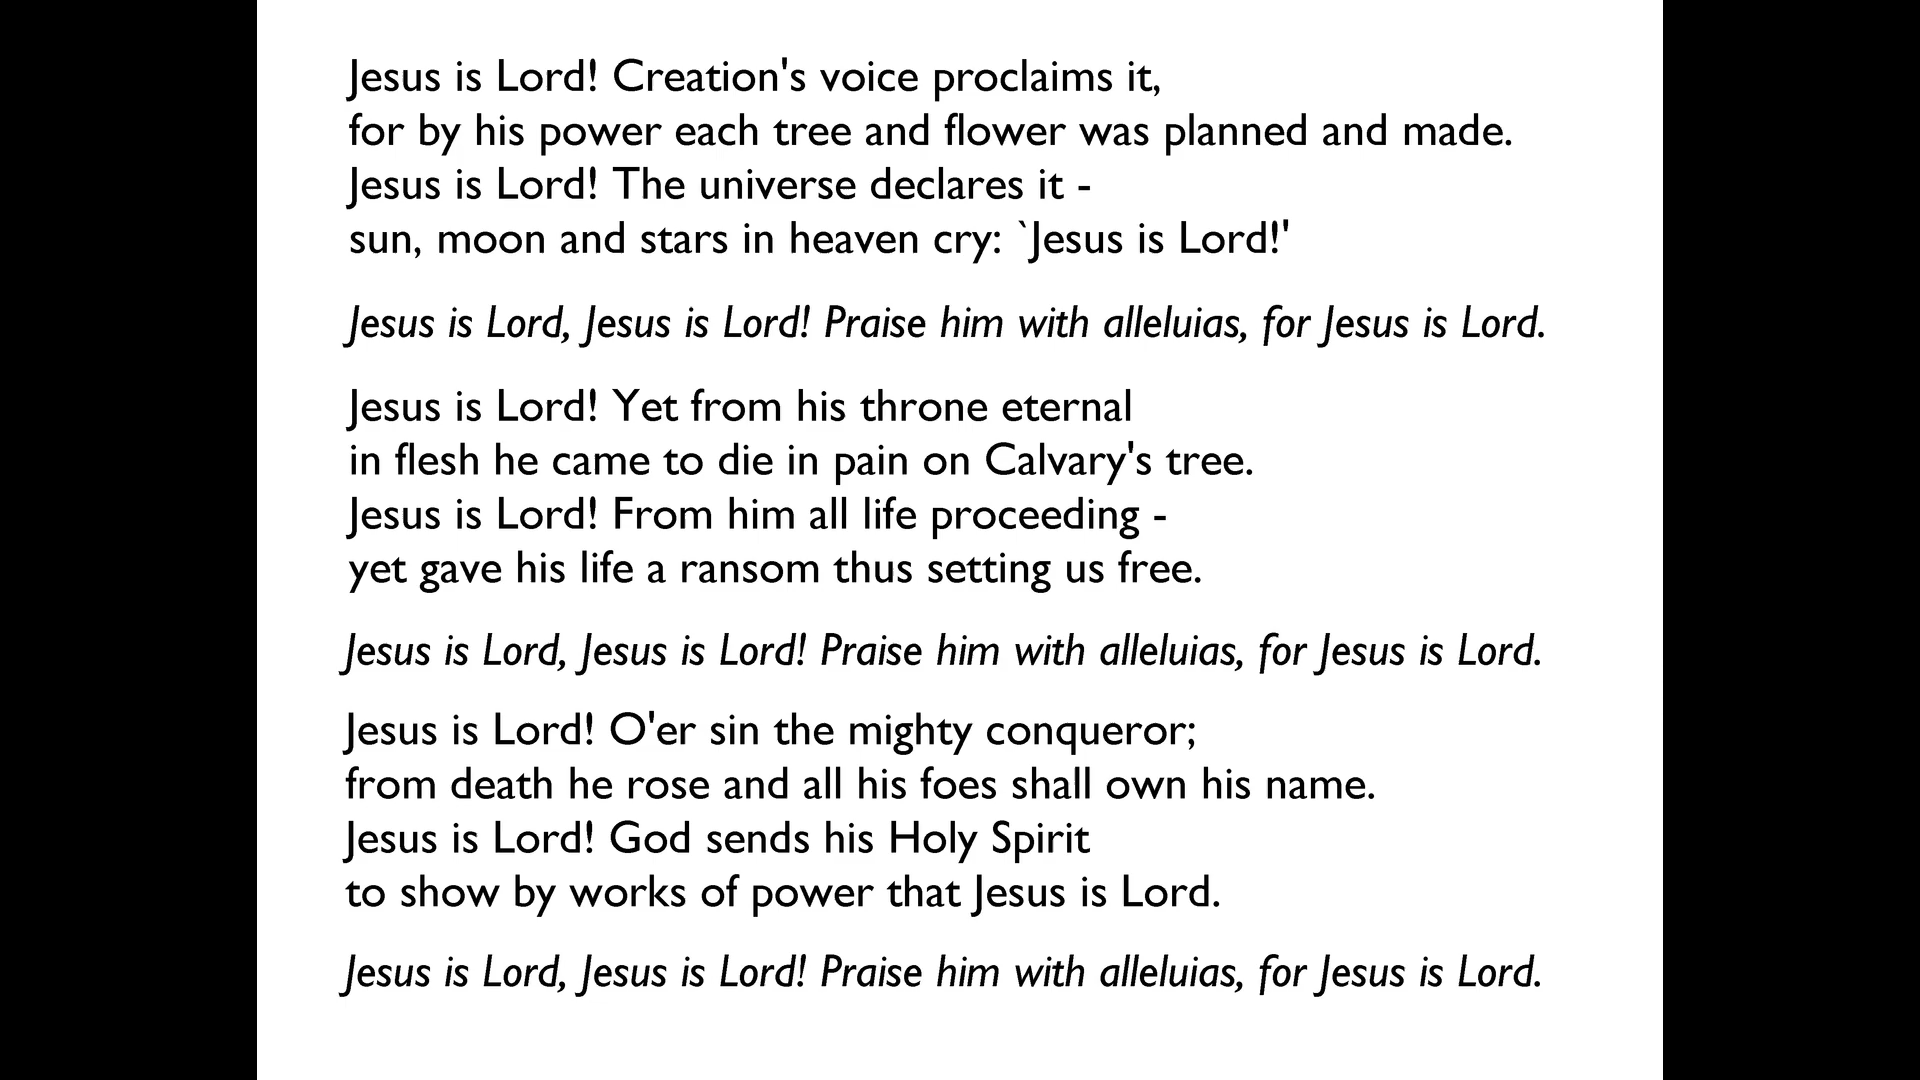 Jesus is Lord! Creation's voice proclaims it,
for by his power each tree and flower was planned and made.
Jesus is Lord! The universe declares it -
sun, moon and stars in heaven cry: `Jesus is Lord!'
Jesus is Lord, Jesus is Lord! Praise him with alleluias, for Jesus is Lord.
Jesus is Lord! Yet from his throne eternal
in flesh he came to die in pain on Calvary's tree.
Jesus is Lord! From him all life proceeding -
yet gave his life a ransom thus setting us free.
Jesus is Lord, Jesus is Lord! Praise him with alleluias, for Jesus is Lord.
Jesus is Lord! O'er sin the mighty conqueror;
from death he rose and all his foes shall own his name.
Jesus is Lord! God sends his Holy Spirit
to show by works of power that Jesus is Lord.
Jesus is Lord, Jesus is Lord! Praise him with alleluias, for Jesus is Lord.